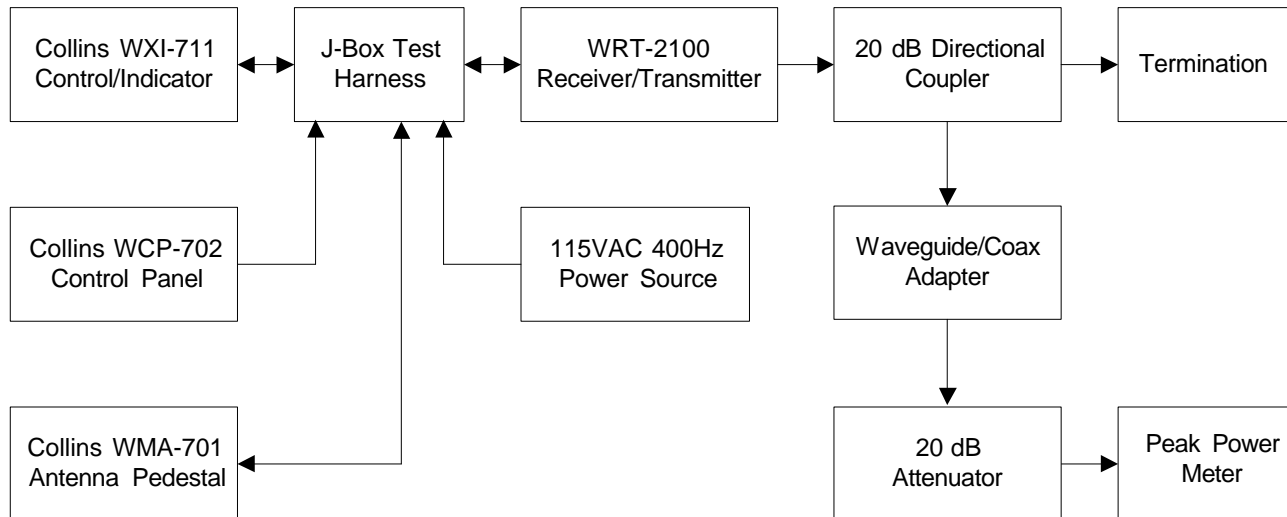 Collins WXI-711
Control/Indicator
J-Box Test
Harness
WRT-2100
Receiver/Transmitter
20 dB Directional
Coupler
Termination
Collins WCP-702
Control Panel
115VAC 400Hz
Power Source
Waveguide/Coax
Adapter
Collins WMA-701
Antenna Pedestal
20 dB
Attenuator
Peak Power
Meter